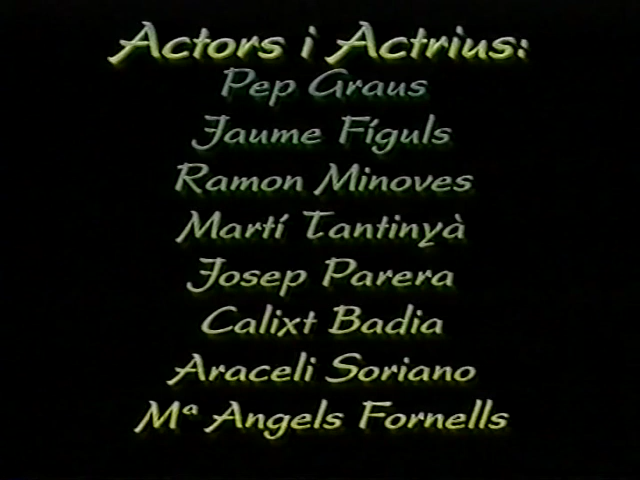 Actors i Actrius:
Pep Graus
Jaume Fíguls
Ramon Minoves
Martí Tantinyà
Josep Parera
Calixt Badia
Araceli Soriano
Mª Angels Fornells